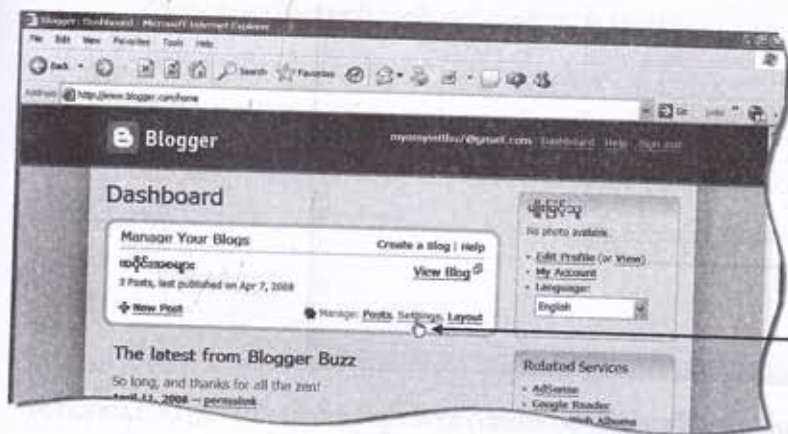 Blogger: Dashboard - Microsoft Internet Explorer
File Edit View Favorites Tools Help
Back Search Favorites
Address http://www.blogger.com/home Go
Blogger
Dashboard Help Sign out
Dashboard
Manage Your Blogs Create a Blog | Help
View Blog
3 Posts, last published on Apr 7, 2008
New Post Manage: Posts, Settings, Layout
The latest from Blogger Buzz
So long, and thanks for all the zen!
April 11, 2008 — permalink
No photo available.
Edit Profile (or View)
My Account
Language:
English
Related Services
AdSense
Google Reader
Web Albums